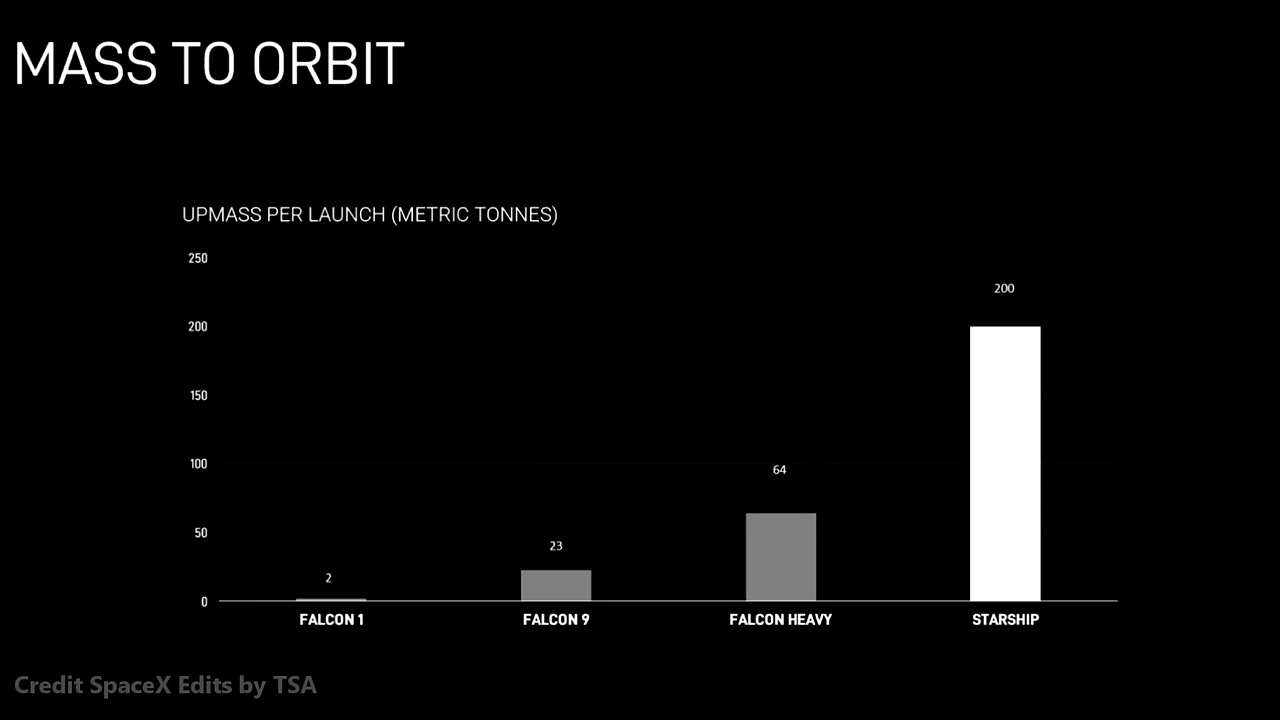 MASS TO ORBIT
UPMASS PER LAUNCH (METRIC TONNES)
250
200
150
100
50
0
2
23
64
200
FALCON 1 FALCON 9 FALCON HEAVY STARSHIP
Credit SpaceX Edits by TSA